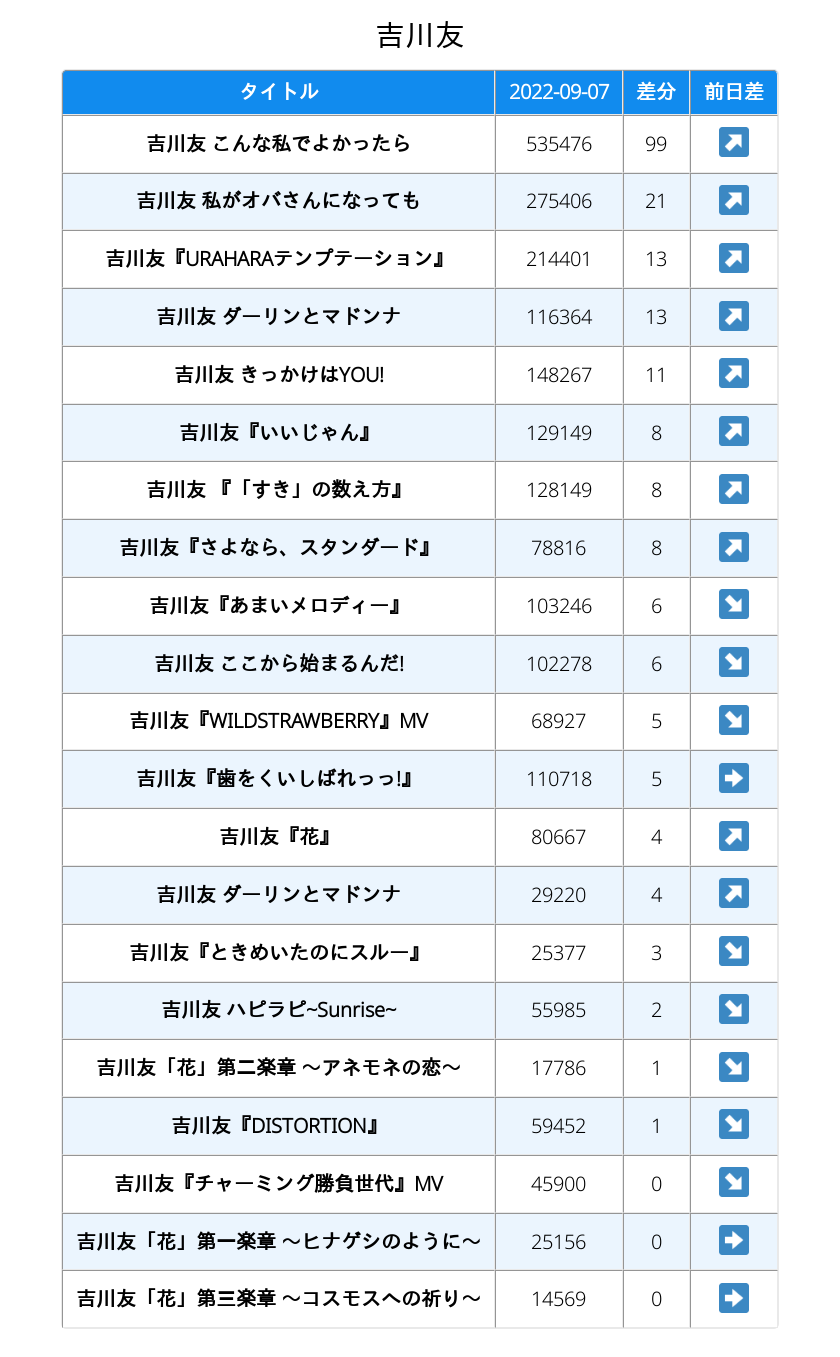 吉川友
タイトル 2022-09-07 差分 前日差
吉川友 こんな私でよかったら 535476 99 ↗
吉川友 私がオバさんになっても 275406 21 ↗
吉川友『URAHARAテンプテーション』 214401 13 ↗
吉川友 ダーリンとマドンナ 116364 13 ↗
吉川友 きっかけはYOU! 148267 11 ↗
吉川友『いいじゃん』 129149 8 ↗
吉川友 『「すき」の数え方』 128149 8 ↗
吉川友『さよなら、スタンダード』 78816 8 ↗
吉川友『あまいメロディー』 103246 6 ↘
吉川友 ここから始まるんだ! 102278 6 ↘
吉川友『WILDSTRAWBERRY』MV 68927 5 ↘
吉川友『歯をくいしばれっっ!』 110718 5 →
吉川友『花』 80667 4 ↗
吉川友 ダーリンとマドンナ 29220 4 ↗
吉川友『ときめいたのにスルー』 25377 3 ↘
吉川友 ハピラピ~Sunrise~ 55985 2 ↘
吉川友「花」第二楽章 〜アネモネの恋〜 17786 1 ↘
吉川友『DISTORTION』 59452 1 ↘
吉川友『チャーミング勝負世代』MV 45900 0 ↘
吉川友「花」第一楽章 〜ヒナゲシのように〜 25156 0 →
吉川友「花」第三楽章 〜コスモスへの祈り〜 14569 0 →